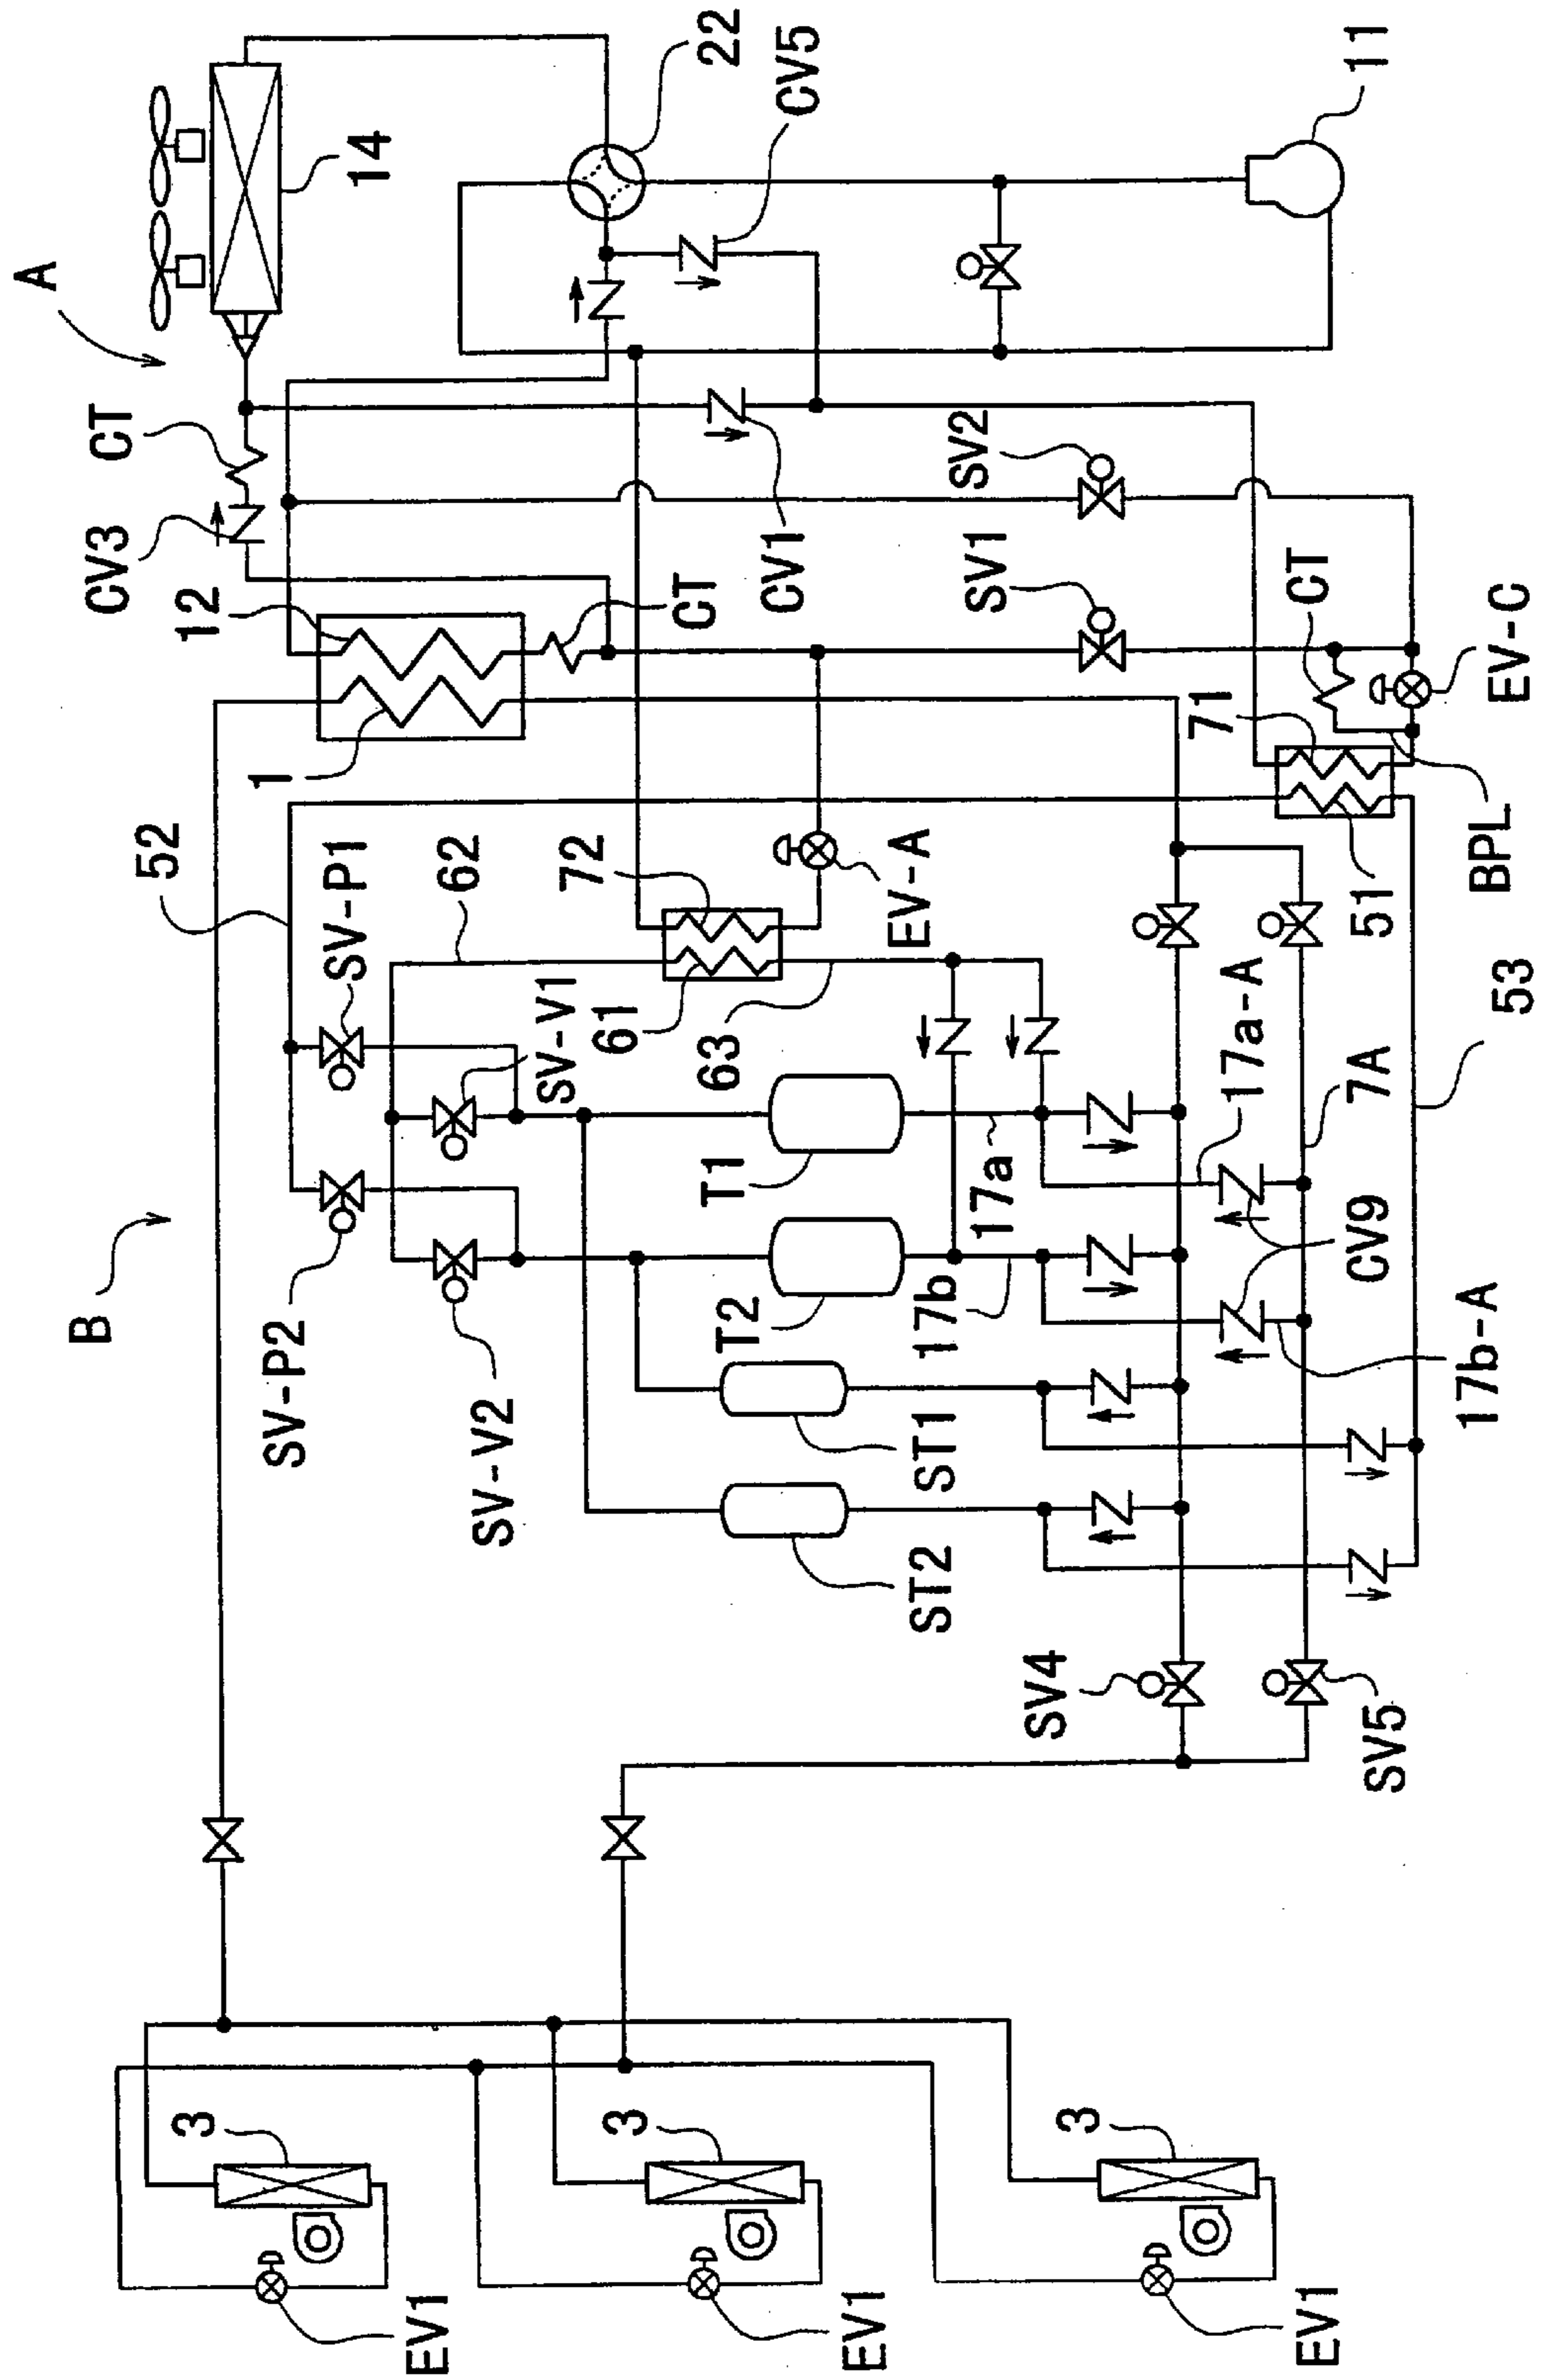 A
14
22
CV5
11
CT
CV3
12
CV1
CT
SV2
SV1
CT
EV-C
71
1
52
SV-P1
62
72
EV-A
BPL
51
53
SV-V1
61
63
17a-A
7A
T1
17a
CV9
B
SV-P2
SV-V2
T2
17b
17b-A
ST1
ST2
SV4
SV5
3
3
3
EV1
EV1
EV1